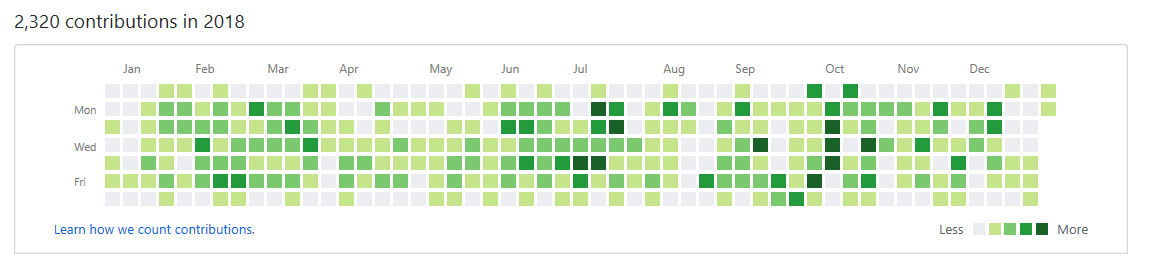 2,320 contributions in 2018
Jan Feb Mar Apr May Jun Jul Aug Sep Oct Nov Dec
Mon
Wed
Fri
Learn how we count contributions. Less More